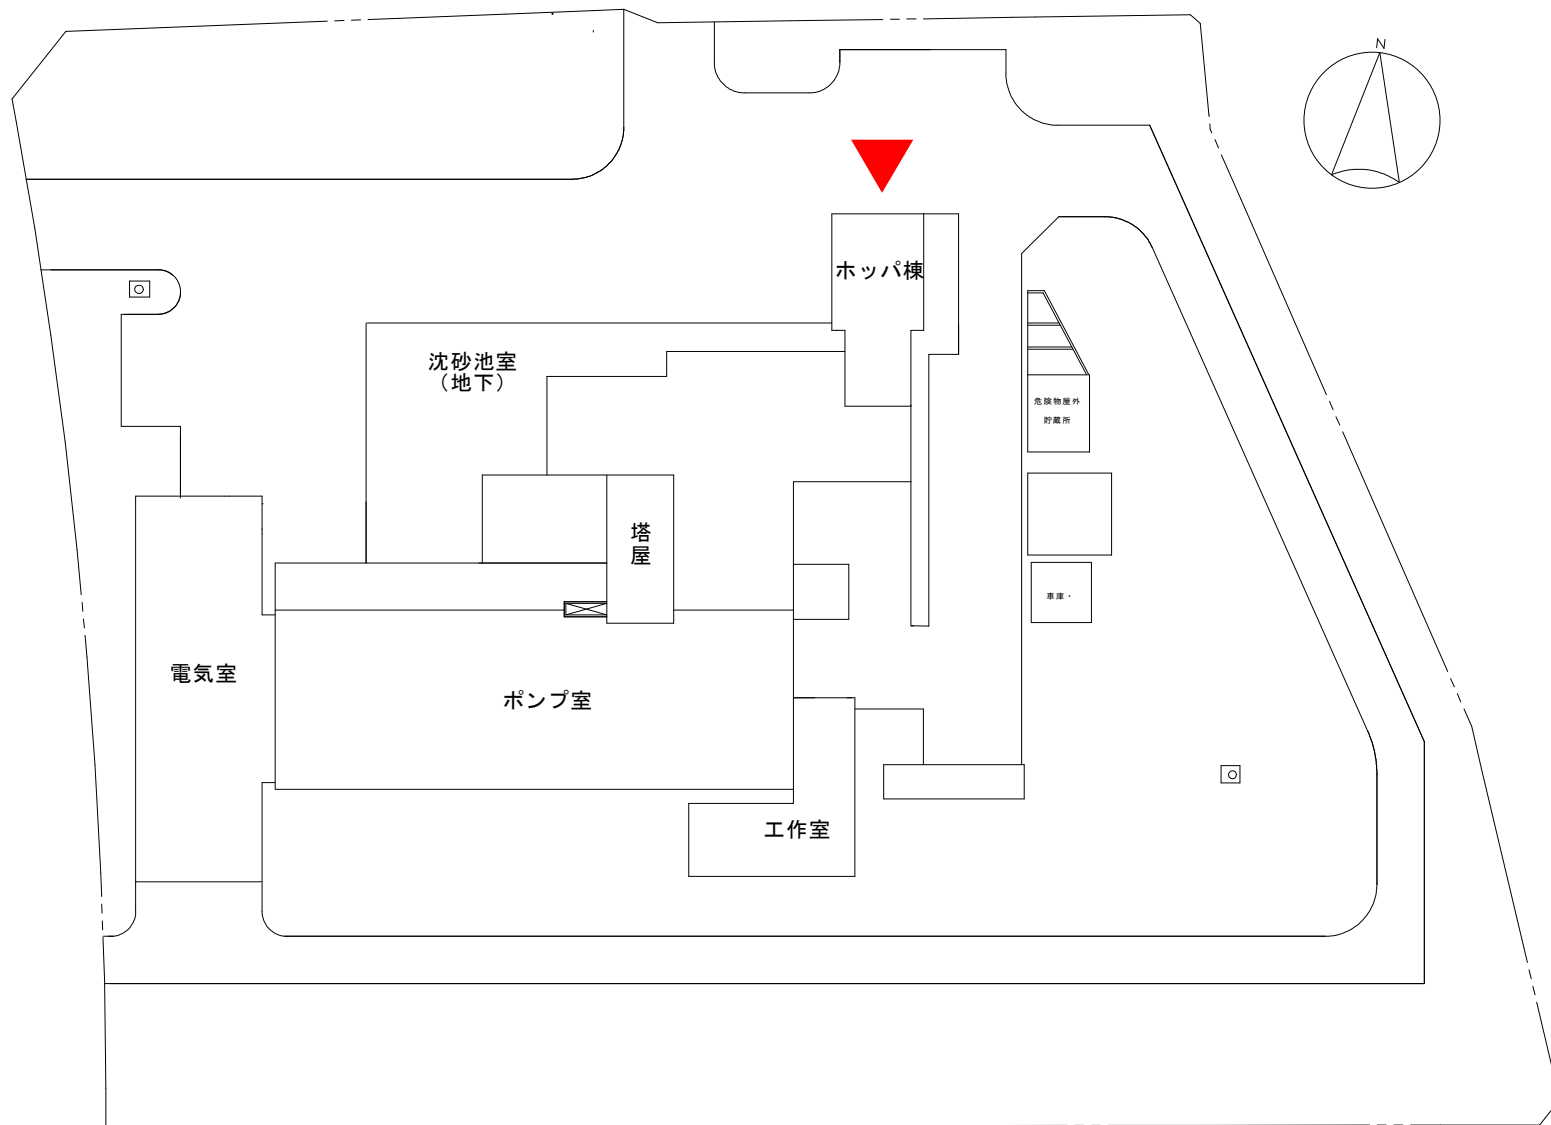 N
ホッパ棟
沈砂池室
（地下）
危険物屋外
貯蔵所
塔
屋
車庫・
電気室
ポンプ室
工作室